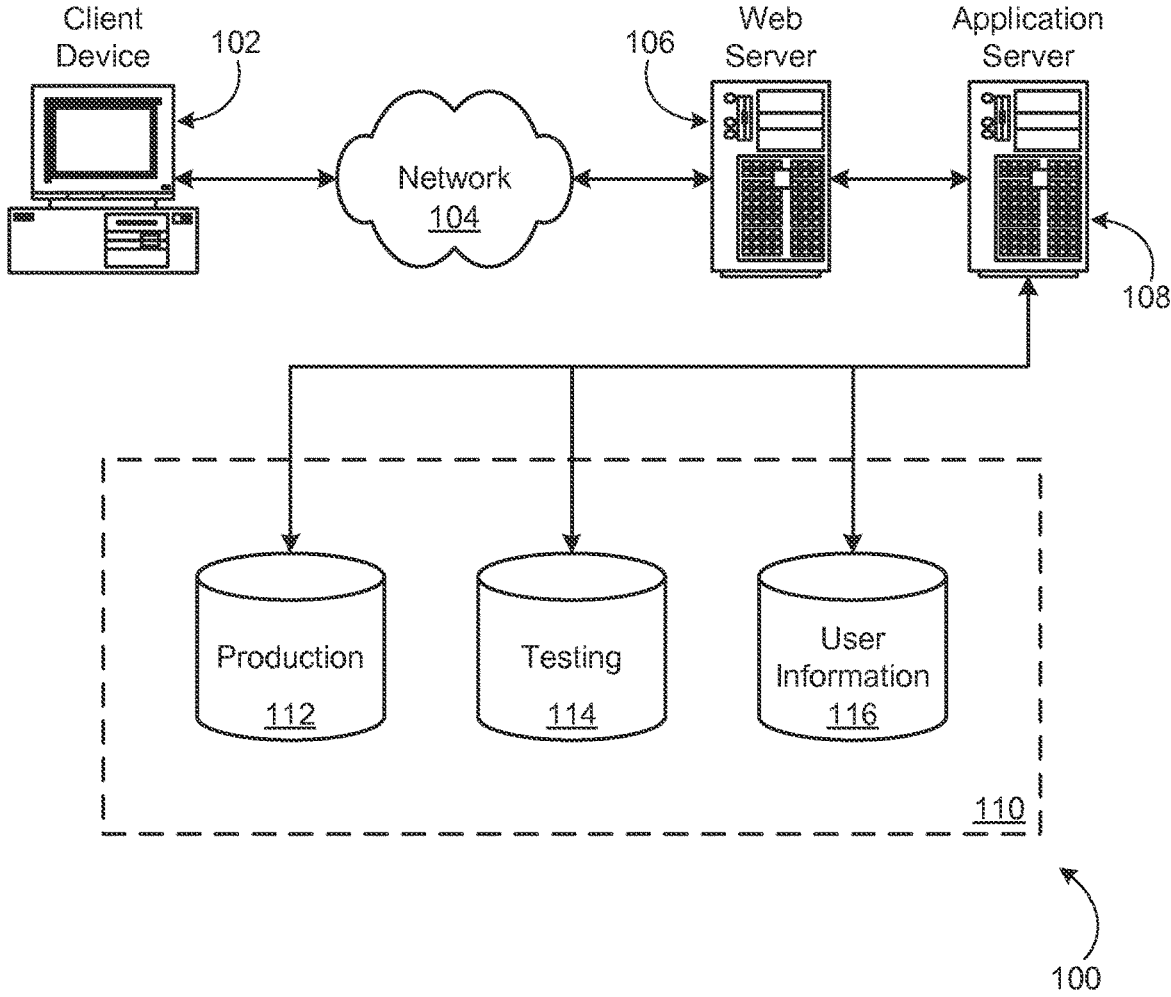 Client
Device
102
Network
104
106
Web
Server
Application
Server
108
Production
112
Testing
114
User
Information
116
110
100